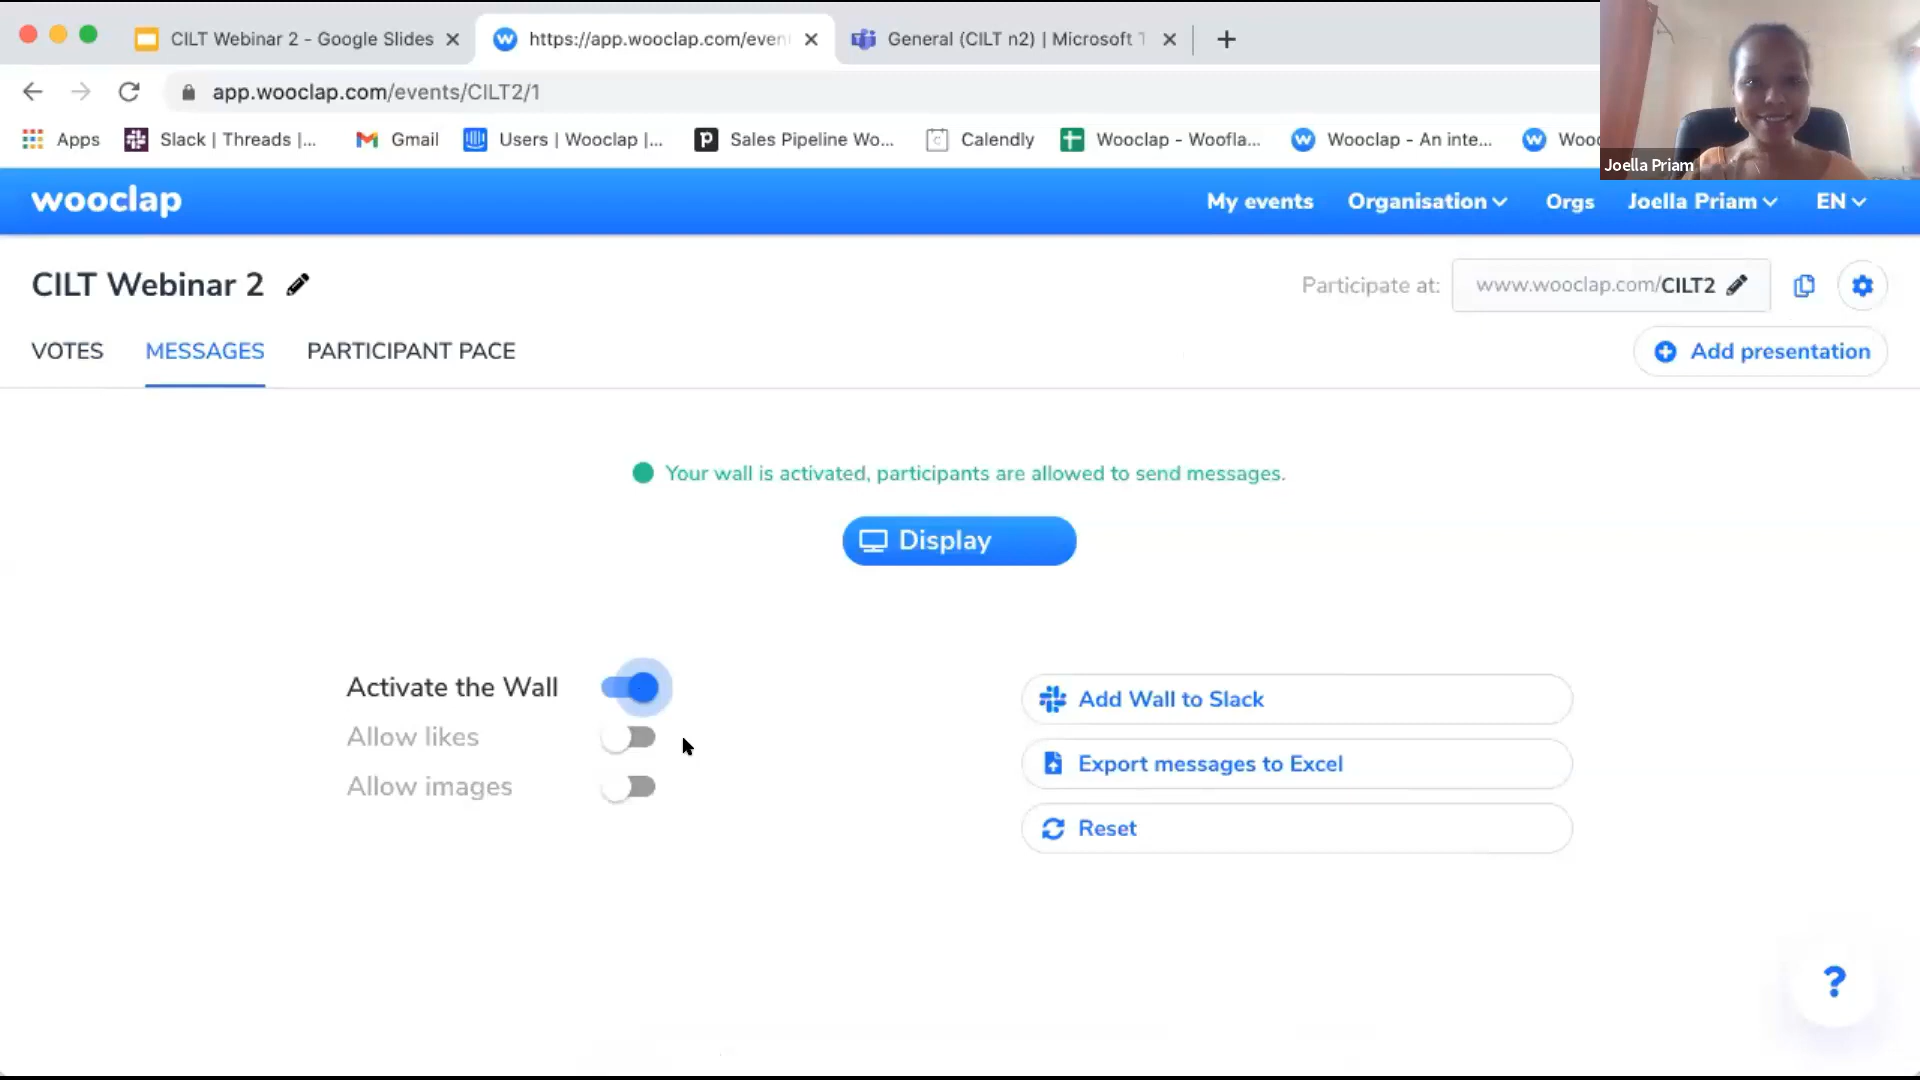 CILT Webinar 2 - Google Slides
https://app.wooclap.com/even
General (CILT n2) | Microsoft T
app.wooclap.com/events/CILT2/1
Apps
Slack | Threads |...
Gmail
Users | Wooclap |...
Sales Pipeline Wo...
Calendly
Wooclap - Woofla...
Wooclap - An inte...
Wooc
Joella Priam
wooclap
My events
Organisation
Orgs
Joella Priam
EN
CILT Webinar 2
Participate at:
www.wooclap.com/CILT2
VOTES
MESSAGES
PARTICIPANT PACE
Add presentation
Your wall is activated, participants are allowed to send messages.
Display
Activate the Wall
Allow likes
Allow images
Add Wall to Slack
Export messages to Excel
Reset
?